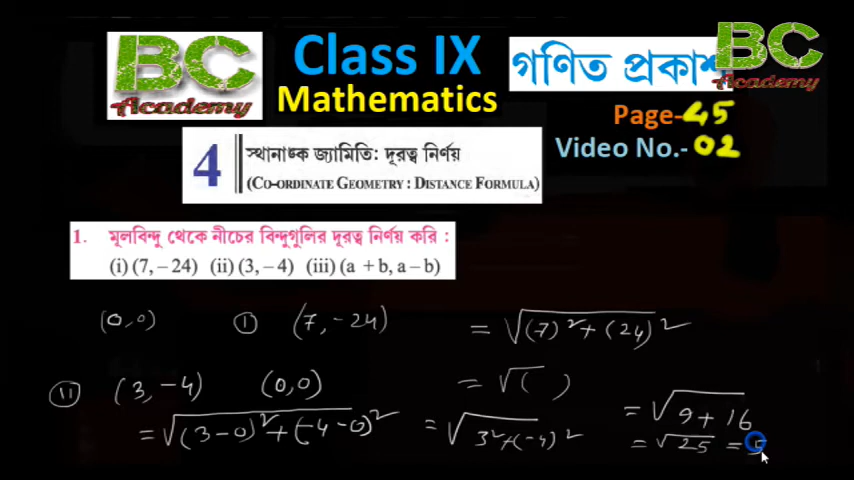 BC Academy
Class IX
Mathematics
গণিত প্রকাশ
BC Academy
Page-45
Video No.- 02
4 স্থানাঙ্ক জ্যামিতি: দূরত্ব নির্ণয়
(CO-ORDINATE GEOMETRY : DISTANCE FORMULA)
1. মূলবিন্দু থেকে নীচের বিন্দুগুলির দূরত্ব নির্ণয় করি :
(i) (7, – 24) (ii) (3, – 4) (iii) (a + b, a – b)
(0,0) (i) (7, -24) = √(7)² + (24)²
(ii) (3, -4) (0,0) = √( )
= √(3-0)² + (-4-0)² = √3²+(-4)² = √9+16
= √25 = 5